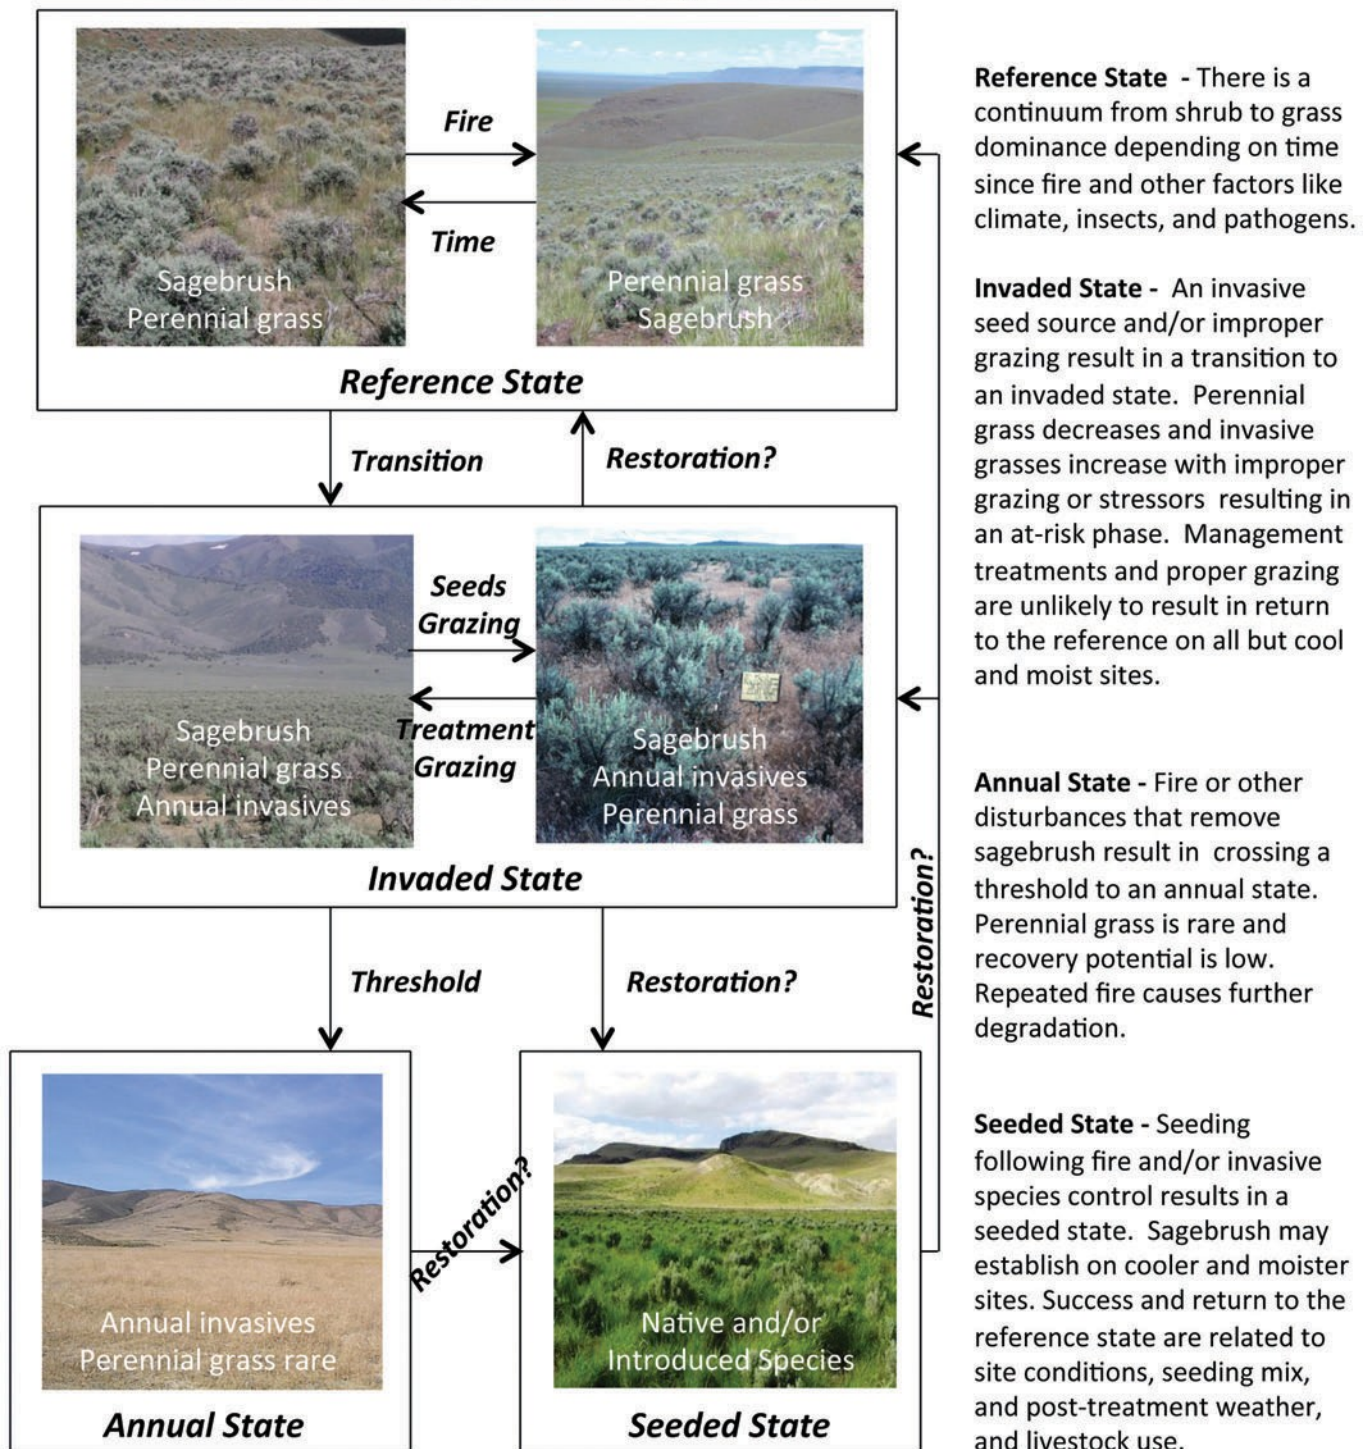 Fire
Time
Sagebrush
Perennial grass
Perennial grass
Sagebrush
Reference State
Transition
Restoration?
Seeds
Grazing
Treatment
Grazing
Sagebrush
Perennial grass
Annual invasives
Sagebrush
Annual invasives
Perennial grass
Invaded State
Threshold
Restoration?
Restoration?
Restoration?
Annual invasives
Perennial grass rare
Annual State
Native and/or
Introduced Species
Seeded State
Reference State - There is a
continuum from shrub to grass
dominance depending on time
since fire and other factors like
climate, insects, and pathogens.
Invaded State - An invasive
seed source and/or improper
grazing result in a transition to
an invaded state. Perennial
grass decreases and invasive
grasses increase with improper
grazing or stressors resulting in
an at-risk phase. Management
treatments and proper grazing
are unlikely to result in return
to the reference on all but cool
and moist sites.
Annual State - Fire or other
disturbances that remove
sagebrush result in crossing a
threshold to an annual state.
Perennial grass is rare and
recovery potential is low.
Repeated fire causes further
degradation.
Seeded State - Seeding
following fire and/or invasive
species control results in a
seeded state. Sagebrush may
establish on cooler and moister
sites. Success and return to the
reference state are related to
site conditions, seeding mix,
and post-treatment weather,
and livestock use.